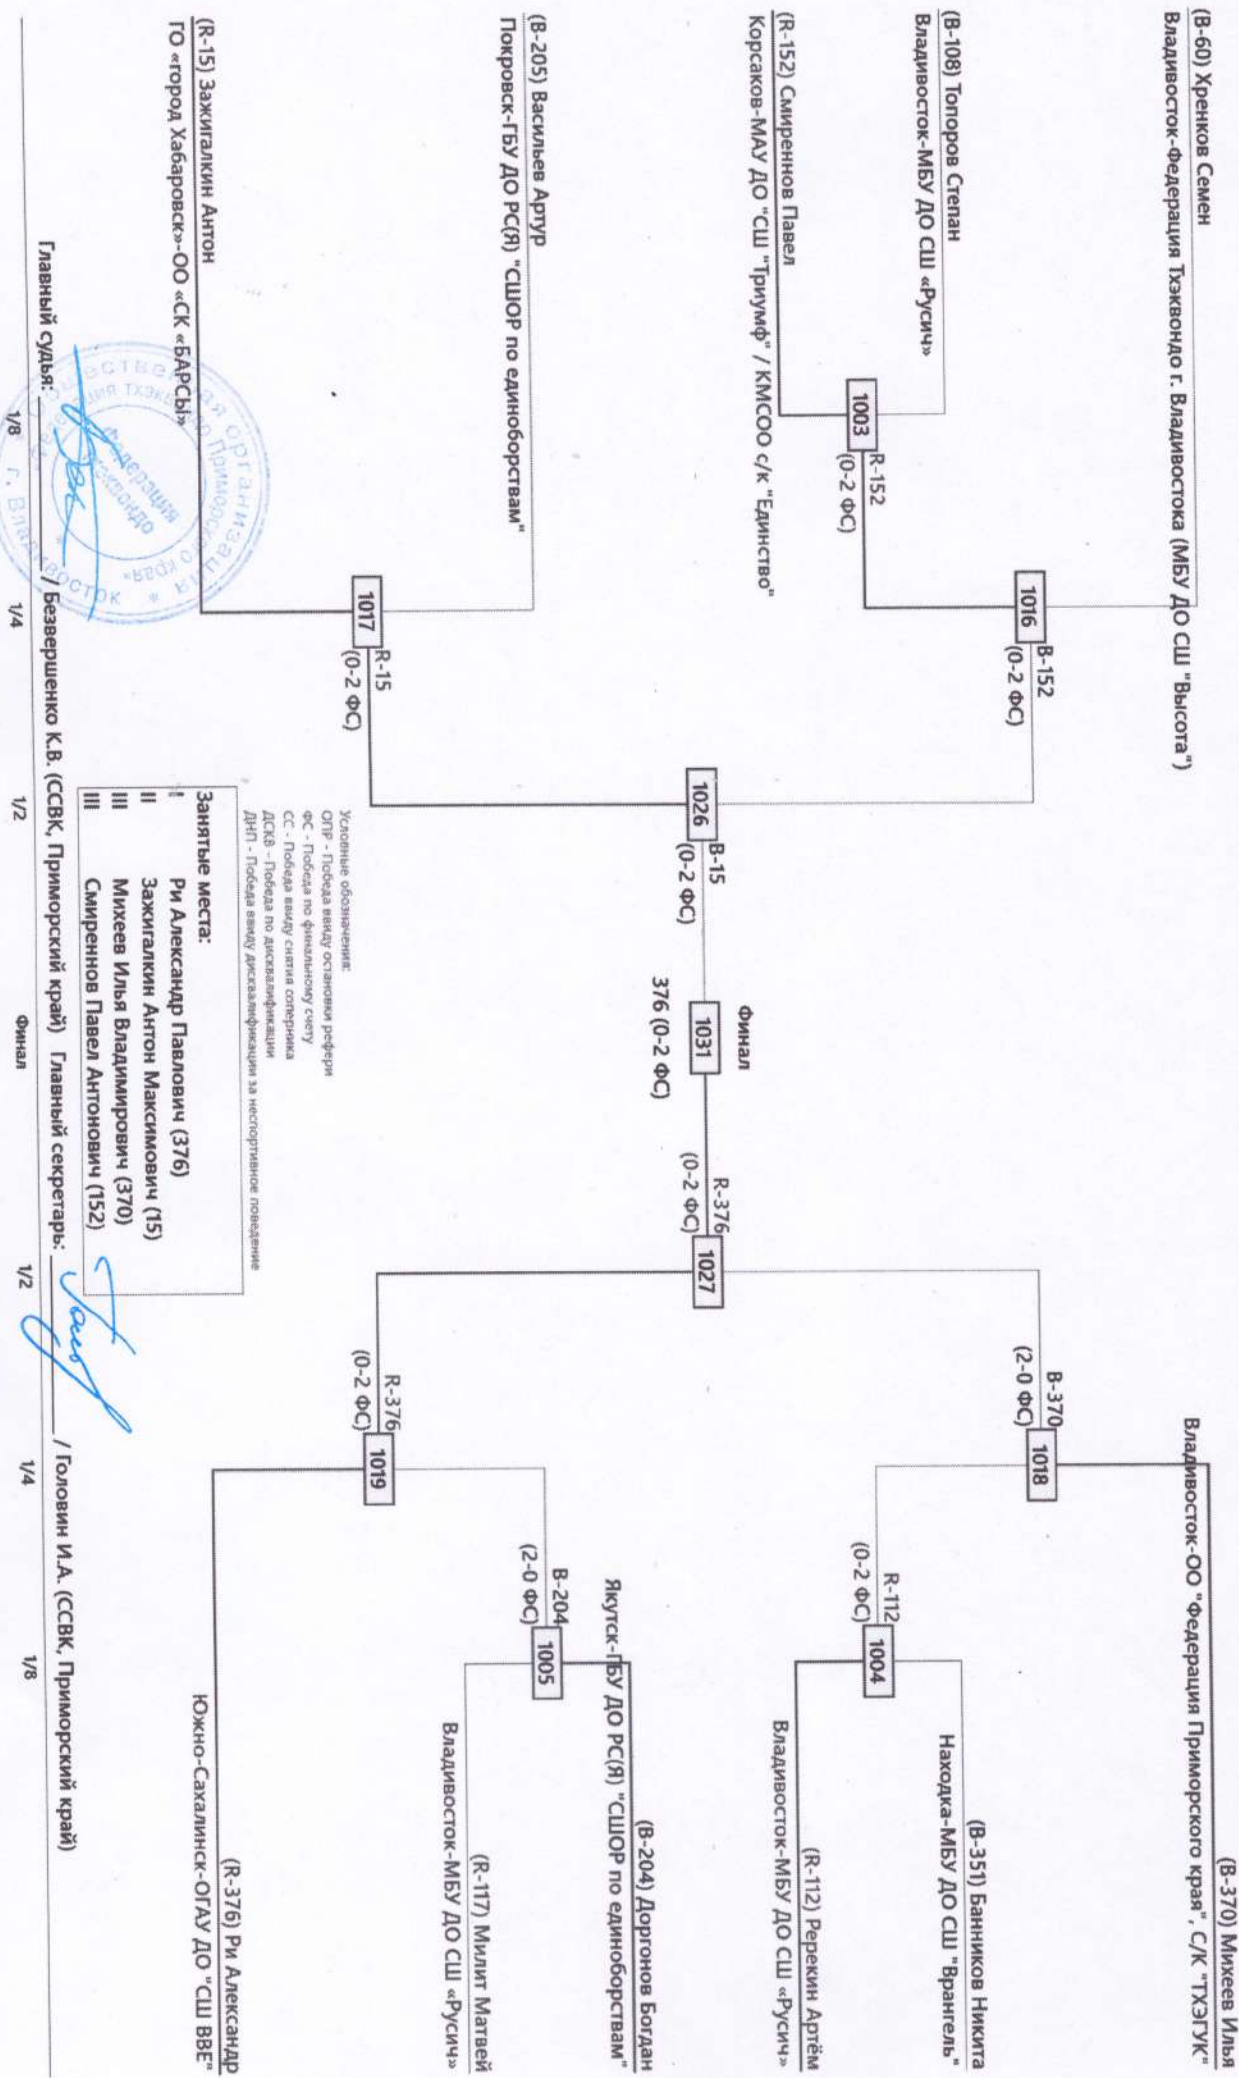 (B-60) Хренков Семен
Владивосток-Федерация Тхэквондо г. Владивостока (МБУ ДО СШ "Высота")
(B-108) Топоров Степан
Владивосток-МБУ ДО СШ «Русич»
(R-152) Смиреннов Павел
Корсаков-МАУ ДО "СШ "Триумф" / КМСОО с/к "Единство"
(B-205) Васильев Артур
Покровск-ГБУ ДО РС(Я) "СШОР по единоборствам"
(R-15) Зажигалкин Антон
ГО «город Хабаровск»-ОО «СК «БАРСЫ»
1003
R-152
(0-2 ФС)
1016
B-152
(0-2 ФС)
1017
R-15
(0-2 ФС)
1026
B-15
(0-2 ФС)
Финал
1031
376 (0-2 ФС)
R-376
(0-2 ФС)
1027
B-370
(2-0 ФС)
1018
R-112
(0-2 ФС)
1004
R-376
(0-2 ФС)
1019
B-204
(2-0 ФС)
1005
(B-370) Михеев Илья
Владивосток-ОО "Федерация Приморского края", С/К "ТХЭГУК"
(B-351) Банников Никита
Находка-МБУ ДО СШ "Врангель"
(R-112) Ререкин Артём
Владивосток-МБУ ДО СШ «Русич»
(B-204) Доргонов Богдан
Якутск-ГБУ ДО РС(Я) "СШОР по единоборствам"
(R-117) Милит Матвей
Владивосток-МБУ ДО СШ «Русич»
(R-376) Ри Александр
Южно-Сахалинск-ОГАУ ДО "СШ ВВЕ"
Условные обозначения:
ОПР - Победа ввиду остановки рефери
ФС - Победа по финальному счету
СС - Победа ввиду снятия соперника
ДСКВ - Победа по дисквалификации
ДНП - Победа ввиду дисквалификации за неспортивное поведение
Занятые места:
I Ри Александр Павлович (376)
II Зажигалкин Антон Максимович (15)
III Михеев Илья Владимирович (370)
III Смиреннов Павел Антонович (152)
Главный судья: / Безвершенко К.В. (ССВК, Приморский край) Главный секретарь: / Головин И.А. (ССВК, Приморский край)
1/8 1/4 1/2 Финал 1/2 1/4 1/8
организация
Приморского края»
Федерация
тхэквондо
г. Владивосток